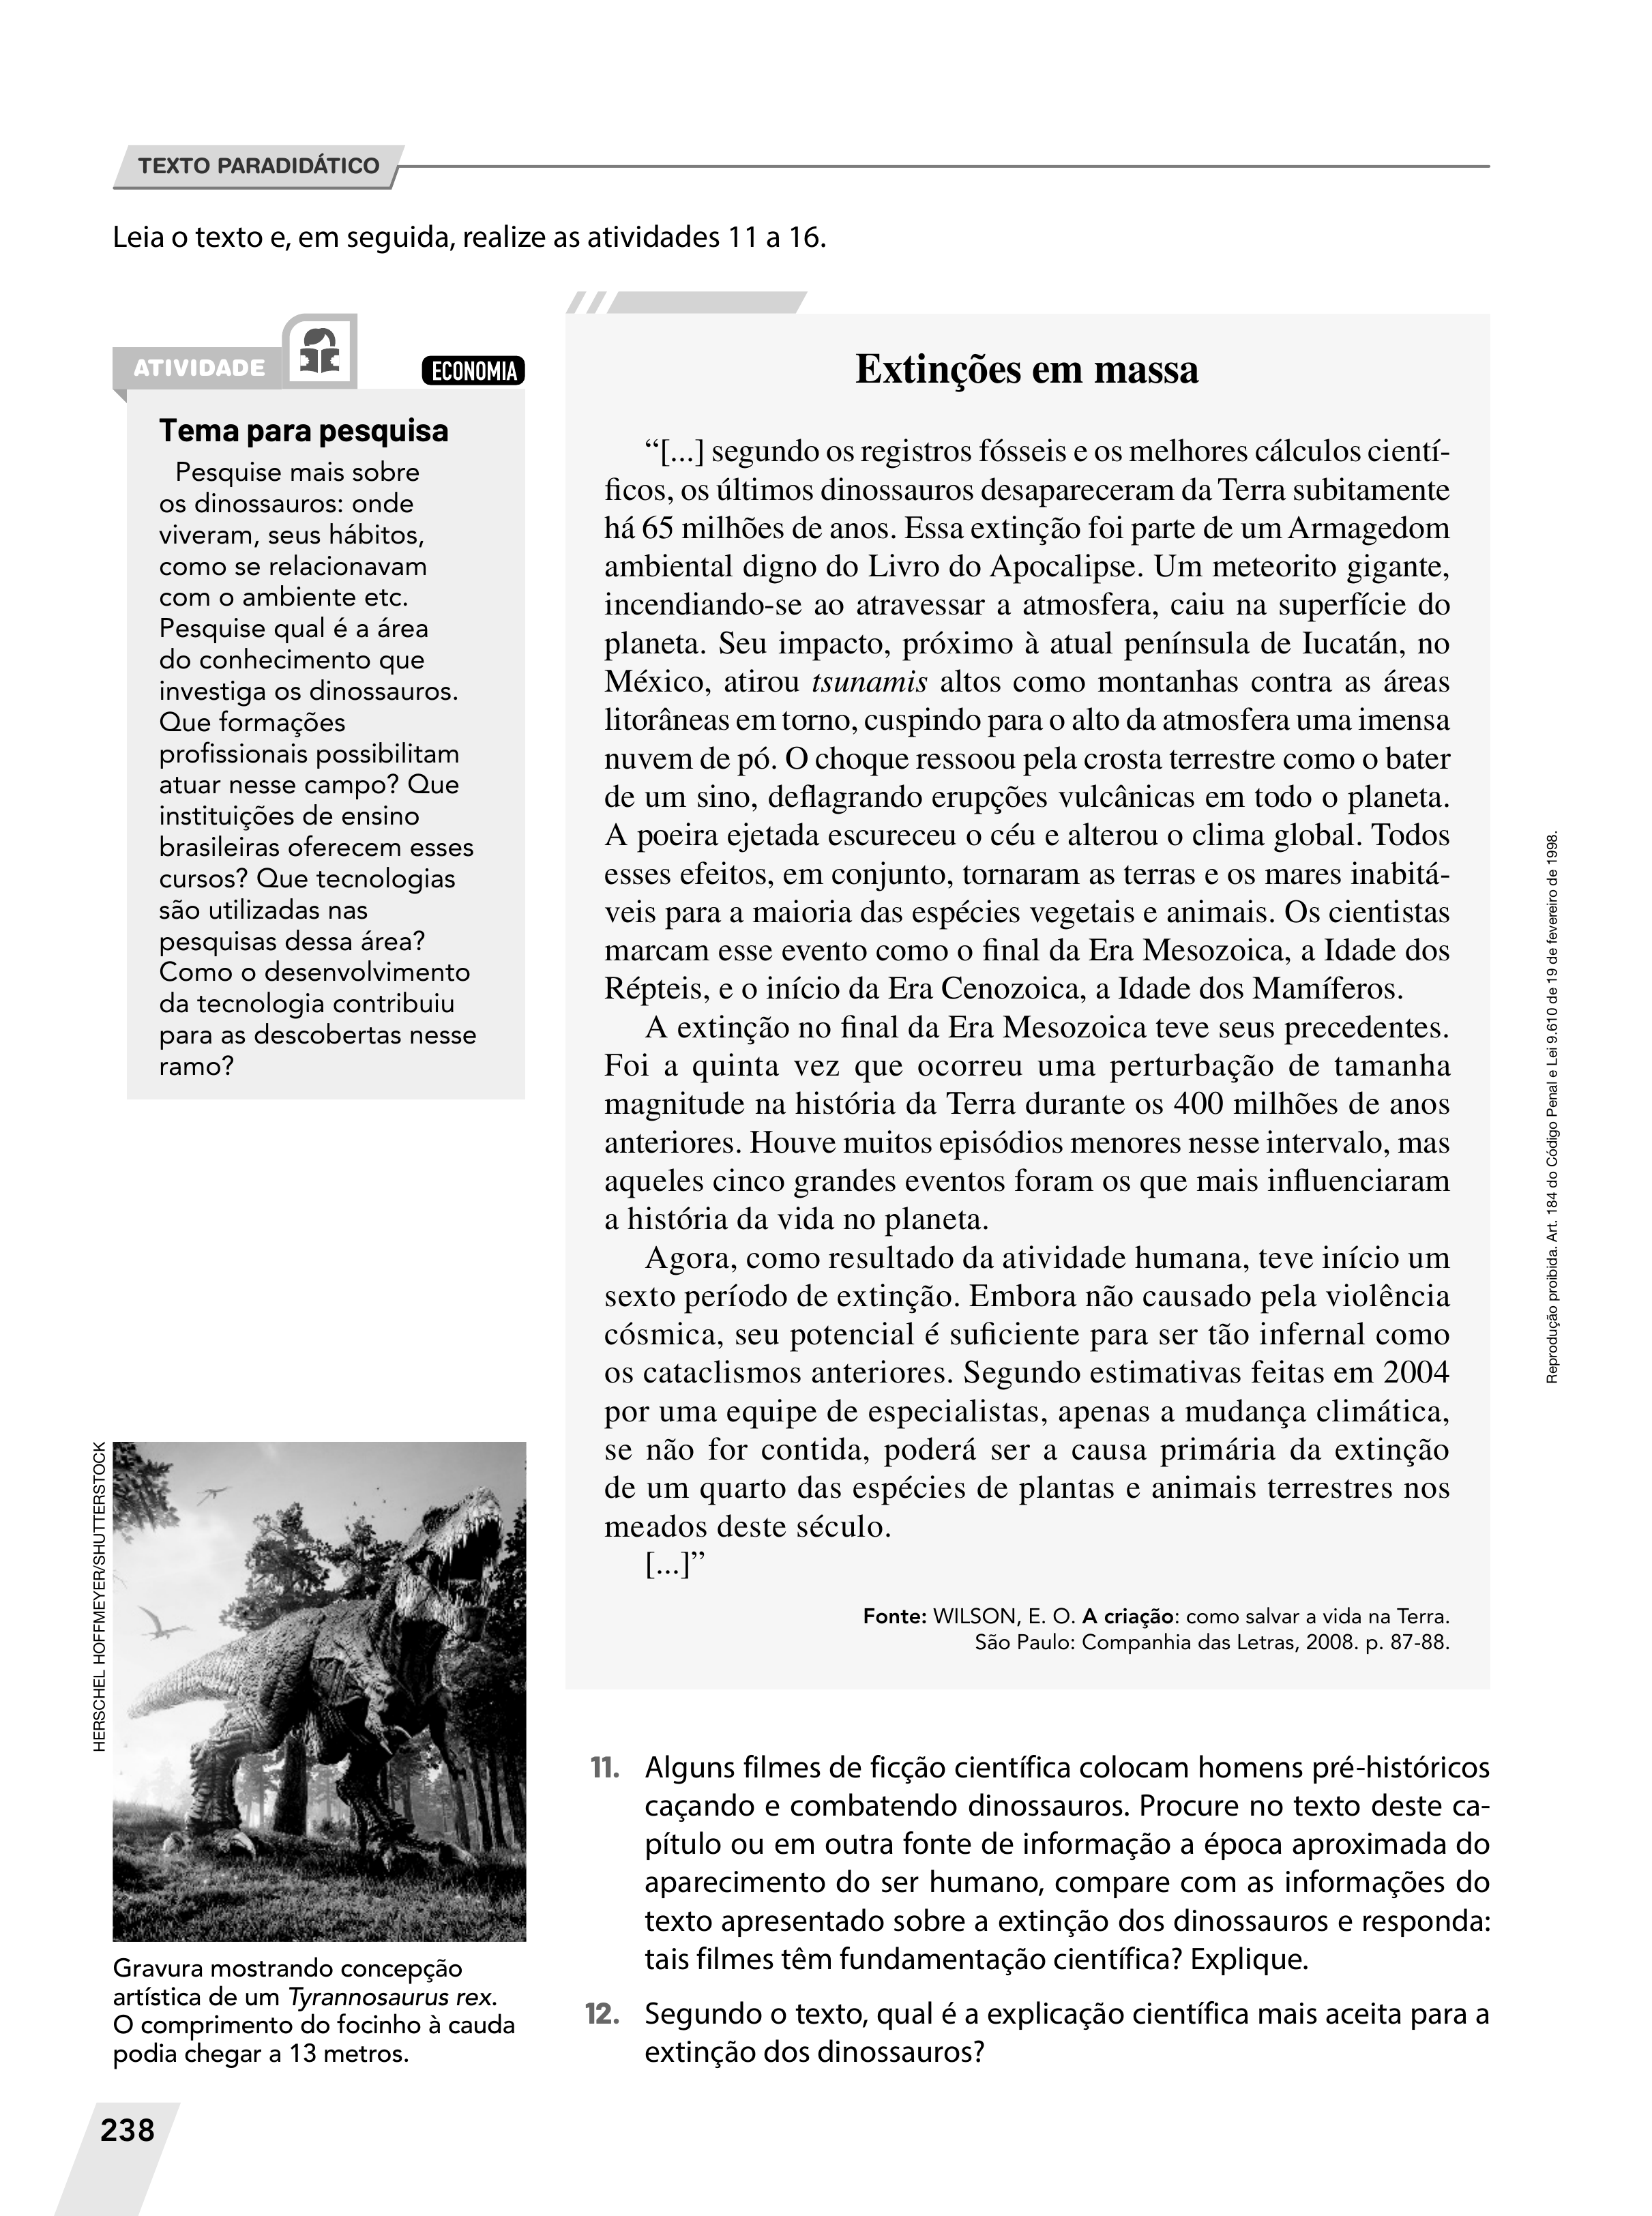 TEXTO PARADIDÁTICO
Leia o texto e, em seguida, realize as atividades 11 a 16.
ATIVIDADE
ECONOMIA
Tema para pesquisa
Pesquise mais sobre
os dinossauros: onde
viveram, seus hábitos,
como se relacionavam
com o ambiente etc.
Pesquise qual é a área
do conhecimento que
investiga os dinossauros.
Que formações
profissionais possibilitam
atuar nesse campo? Que
instituições de ensino
brasileiras oferecem esses
cursos? Que tecnologias
são utilizadas nas
pesquisas dessa área?
Como o desenvolvimento
da tecnologia contribuiu
para as descobertas nesse
ramo?
Extinções em massa
“[...] segundo os registros fósseis e os melhores cálculos cientí-
ficos, os últimos dinossauros desapareceram da Terra subitamente
há 65 milhões de anos. Essa extinção foi parte de um Armagedom
ambiental digno do Livro do Apocalipse. Um meteorito gigante,
incendiando-se ao atravessar a atmosfera, caiu na superfície do
planeta. Seu impacto, próximo à atual península de Iucatán, no
México, atirou tsunamis altos como montanhas contra as áreas
litorâneas em torno, cuspindo para o alto da atmosfera uma imensa
nuvem de pó. O choque ressoou pela crosta terrestre como o bater
de um sino, deflagrando erupções vulcânicas em todo o planeta.
A poeira ejetada escureceu o céu e alterou o clima global. Todos
esses efeitos, em conjunto, tornaram as terras e os mares inabitá-
veis para a maioria das espécies vegetais e animais. Os cientistas
marcam esse evento como o final da Era Mesozoica, a Idade dos
Répteis, e o início da Era Cenozoica, a Idade dos Mamíferos.
A extinção no final da Era Mesozoica teve seus precedentes.
Foi a quinta vez que ocorreu uma perturbação de tamanha
magnitude na história da Terra durante os 400 milhões de anos
anteriores. Houve muitos episódios menores nesse intervalo, mas
aqueles cinco grandes eventos foram os que mais influenciaram
a história da vida no planeta.
Agora, como resultado da atividade humana, teve início um
sexto período de extinção. Embora não causado pela violência
cósmica, seu potencial é suficiente para ser tão infernal como
os cataclismos anteriores. Segundo estimativas feitas em 2004
por uma equipe de especialistas, apenas a mudança climática,
se não for contida, poderá ser a causa primária da extinção
de um quarto das espécies de plantas e animais terrestres nos
meados deste século.
[...]”
Fonte: WILSON, E. O. A criação: como salvar a vida na Terra.
São Paulo: Companhia das Letras, 2008. p. 87-88.
Reprodução proibida. Art. 184 do Código Penal e Lei 9.610 de 19 de fevereiro de 1998.
HERSCHEL HOFFMEYER/SHUTTERSTOCK
Gravura mostrando concepção
artística de um Tyrannosaurus rex.
O comprimento do focinho à cauda
podia chegar a 13 metros.
11. Alguns filmes de ficção científica colocam homens pré-históricos
caçando e combatendo dinossauros. Procure no texto deste ca-
pítulo ou em outra fonte de informação a época aproximada do
aparecimento do ser humano, compare com as informações do
texto apresentado sobre a extinção dos dinossauros e responda:
tais filmes têm fundamentação científica? Explique.
12. Segundo o texto, qual é a explicação científica mais aceita para a
extinção dos dinossauros?
238